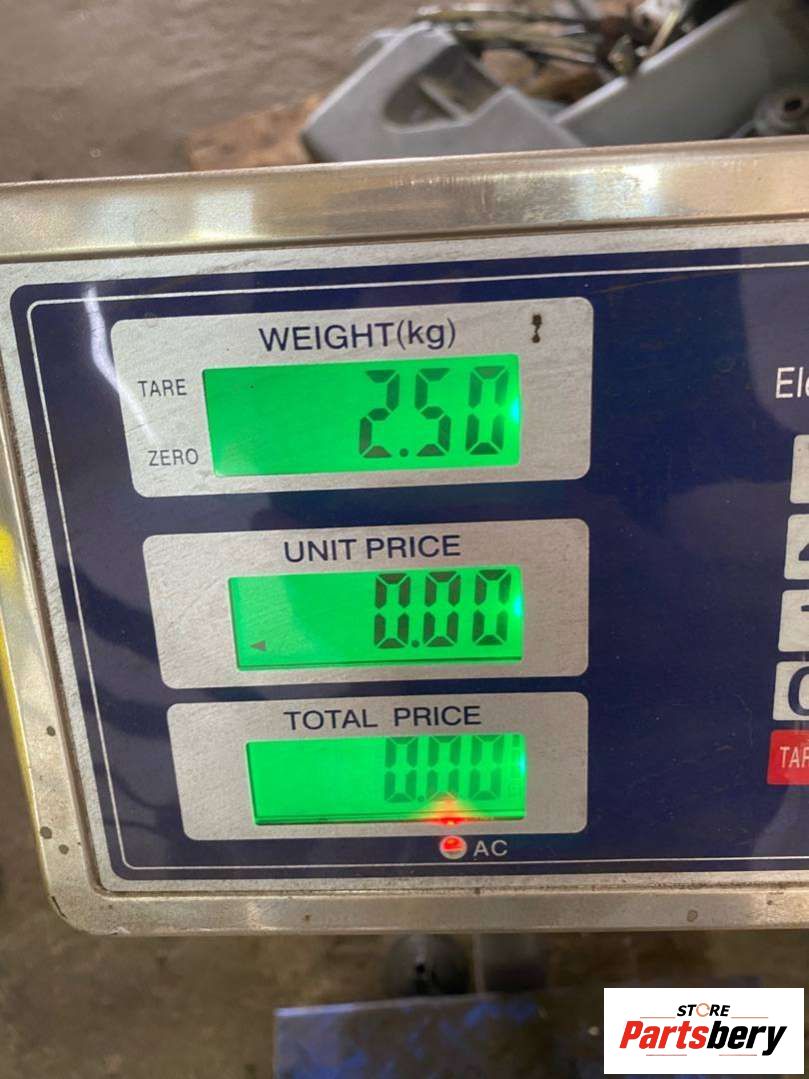 WEIGHT(kg)
TARE
2.50
ZERO
UNIT PRICE
0.00
TOTAL PRICE
0.00
AC
STORE
Partsbery